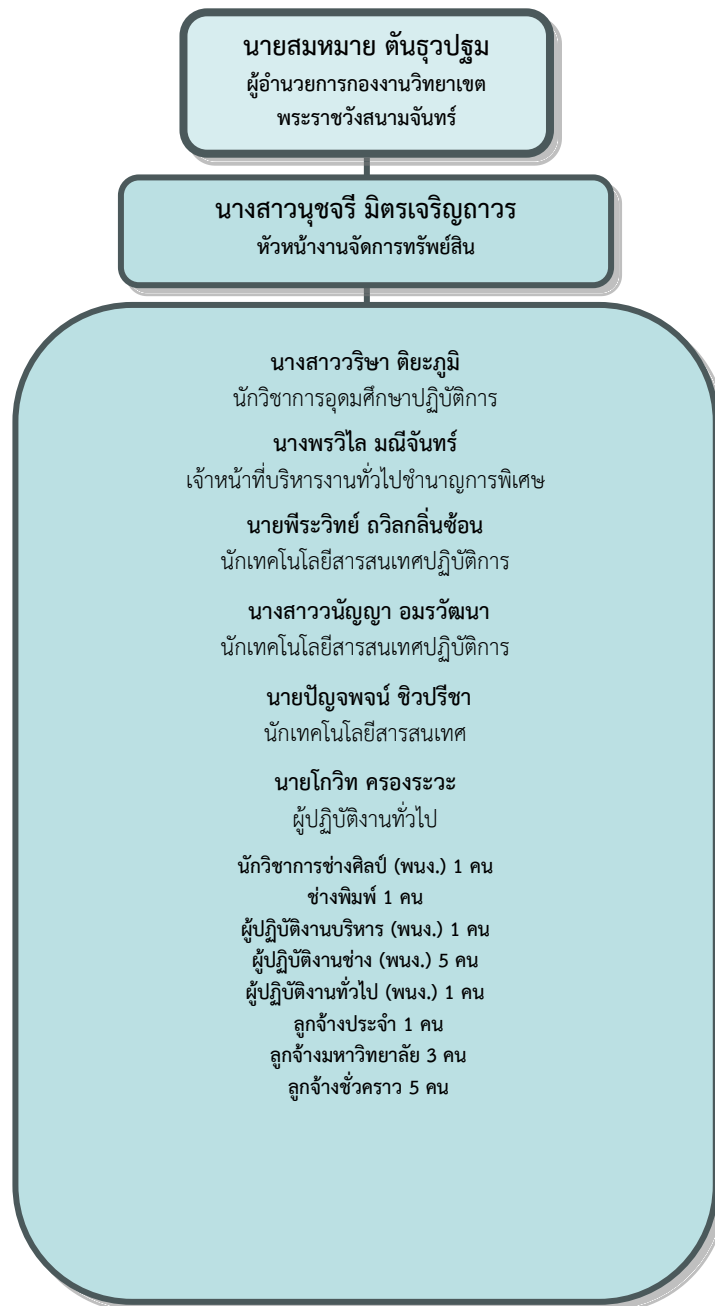 นายสมหมาย ตันธุวปฐม
ผู้อำนวยการกองงานวิทยาเขต
พระราชวังสนามจันทร์
นางสาวนุชจรี มิตรเจริญถาวร
หัวหน้างานจัดการทรัพย์สิน
นางสาววริษา ติยะภูมิ
นักวิชาการอุดมศึกษาปฏิบัติการ
นางพรวิไล มณีจันทร์
เจ้าหน้าที่บริหารงานทั่วไปชำนาญการพิเศษ
นายพีระวิทย์ ถวิลกลิ่นซ้อน
นักเทคโนโลยีสารสนเทศปฏิบัติการ
นางสาววนัญญา อมรวัฒนา
นักเทคโนโลยีสารสนเทศปฏิบัติการ
นายปัญจพจน์ ชิวปรีชา
นักเทคโนโลยีสารสนเทศ
นายโกวิท ครองระวะ
ผู้ปฏิบัติงานทั่วไป
นักวิชาการช่างศิลป์ (พนง.) 1 คน
ช่างพิมพ์ 1 คน
ผู้ปฏิบัติงานบริหาร (พนง.) 1 คน
ผู้ปฏิบัติงานช่าง (พนง.) 5 คน
ผู้ปฏิบัติงานทั่วไป (พนง.) 1 คน
ลูกจ้างประจำ 1 คน
ลูกจ้างมหาวิทยาลัย 3 คน
ลูกจ้างชั่วคราว 5 คน